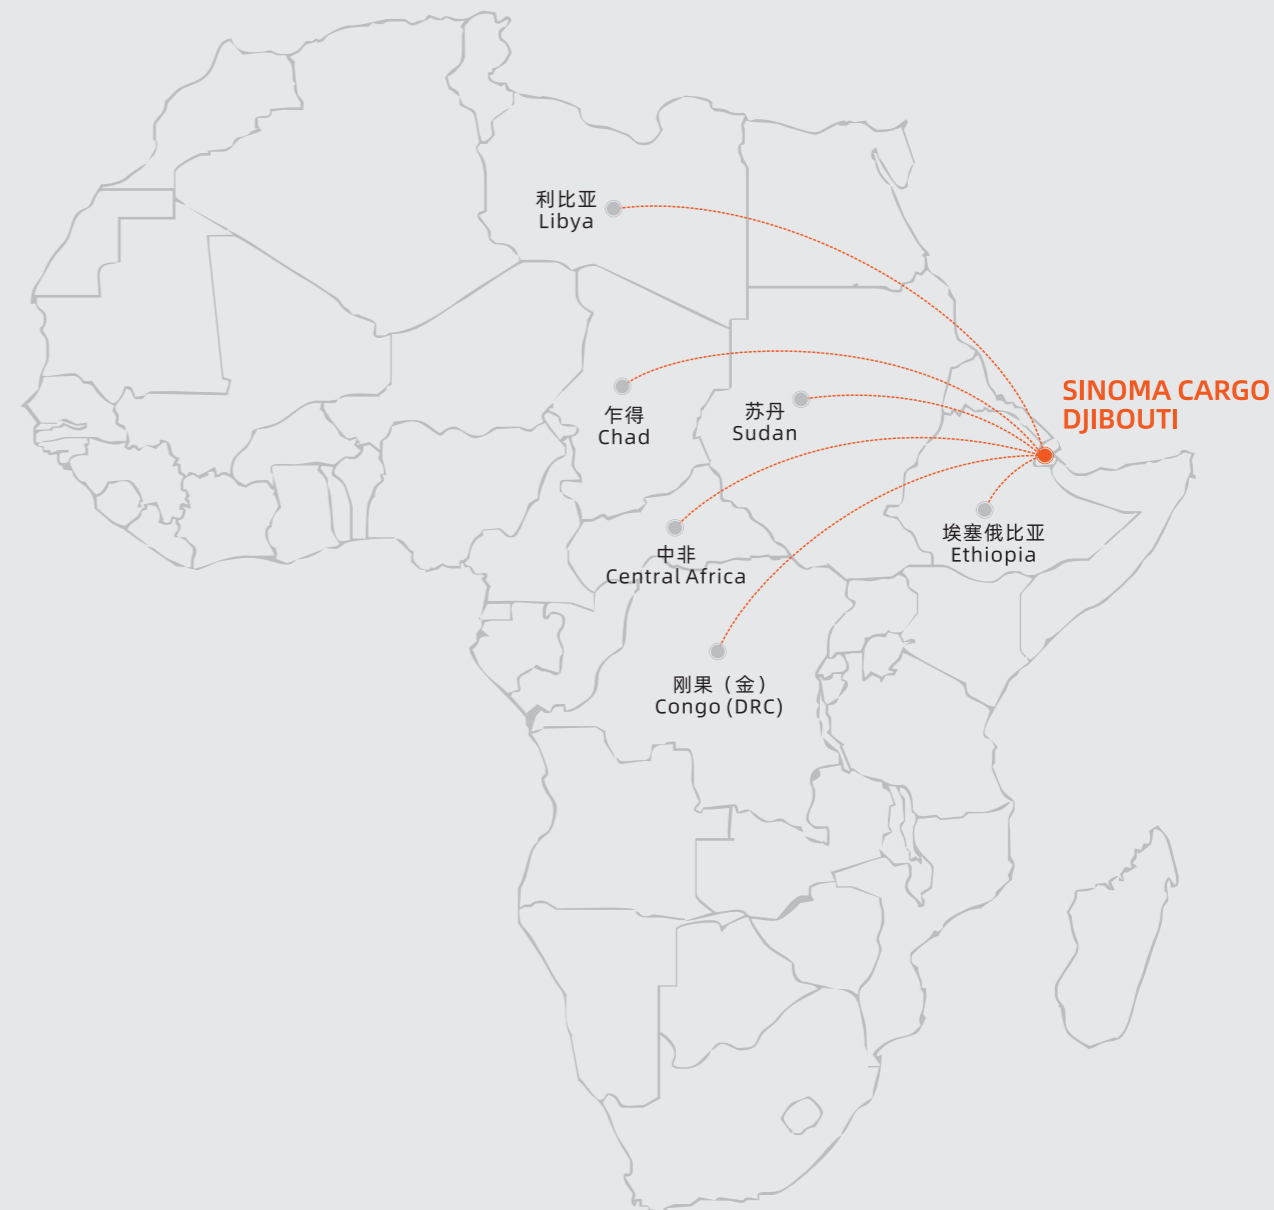 利比亚
Libya
SINOMA CARGO
DJIBOUTI
乍得
Chad
苏丹
Sudan
埃塞俄比亚
Ethiopia
中非
Central Africa
刚果（金）
Congo (DRC)